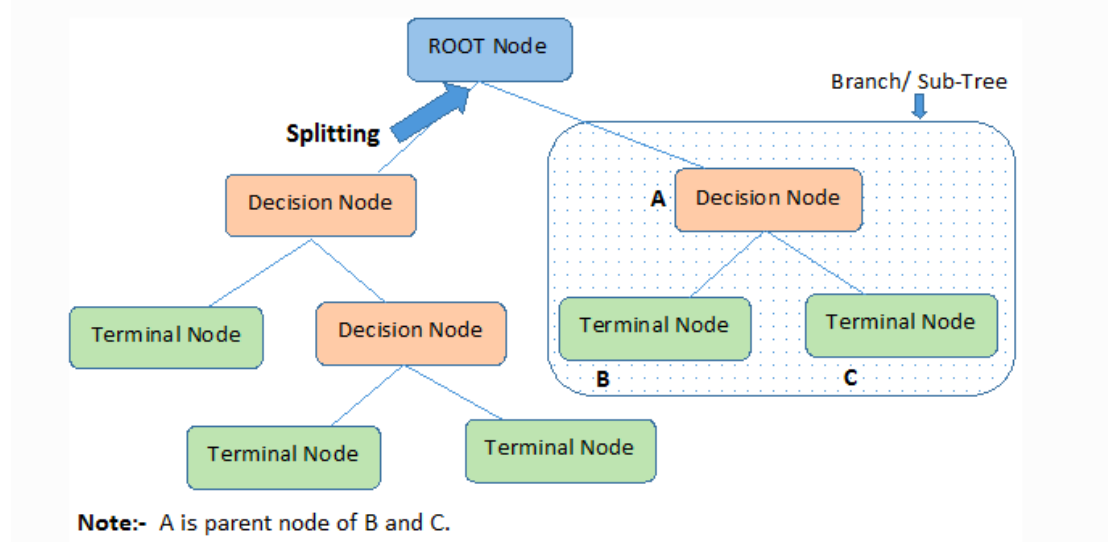 ROOT Node
Branch/ Sub-Tree
Splitting
Decision Node
A
Decision Node
Terminal Node
Decision Node
Terminal Node
Terminal Node
B
C
Terminal Node
Terminal Node
Note:- A is parent node of B and C.